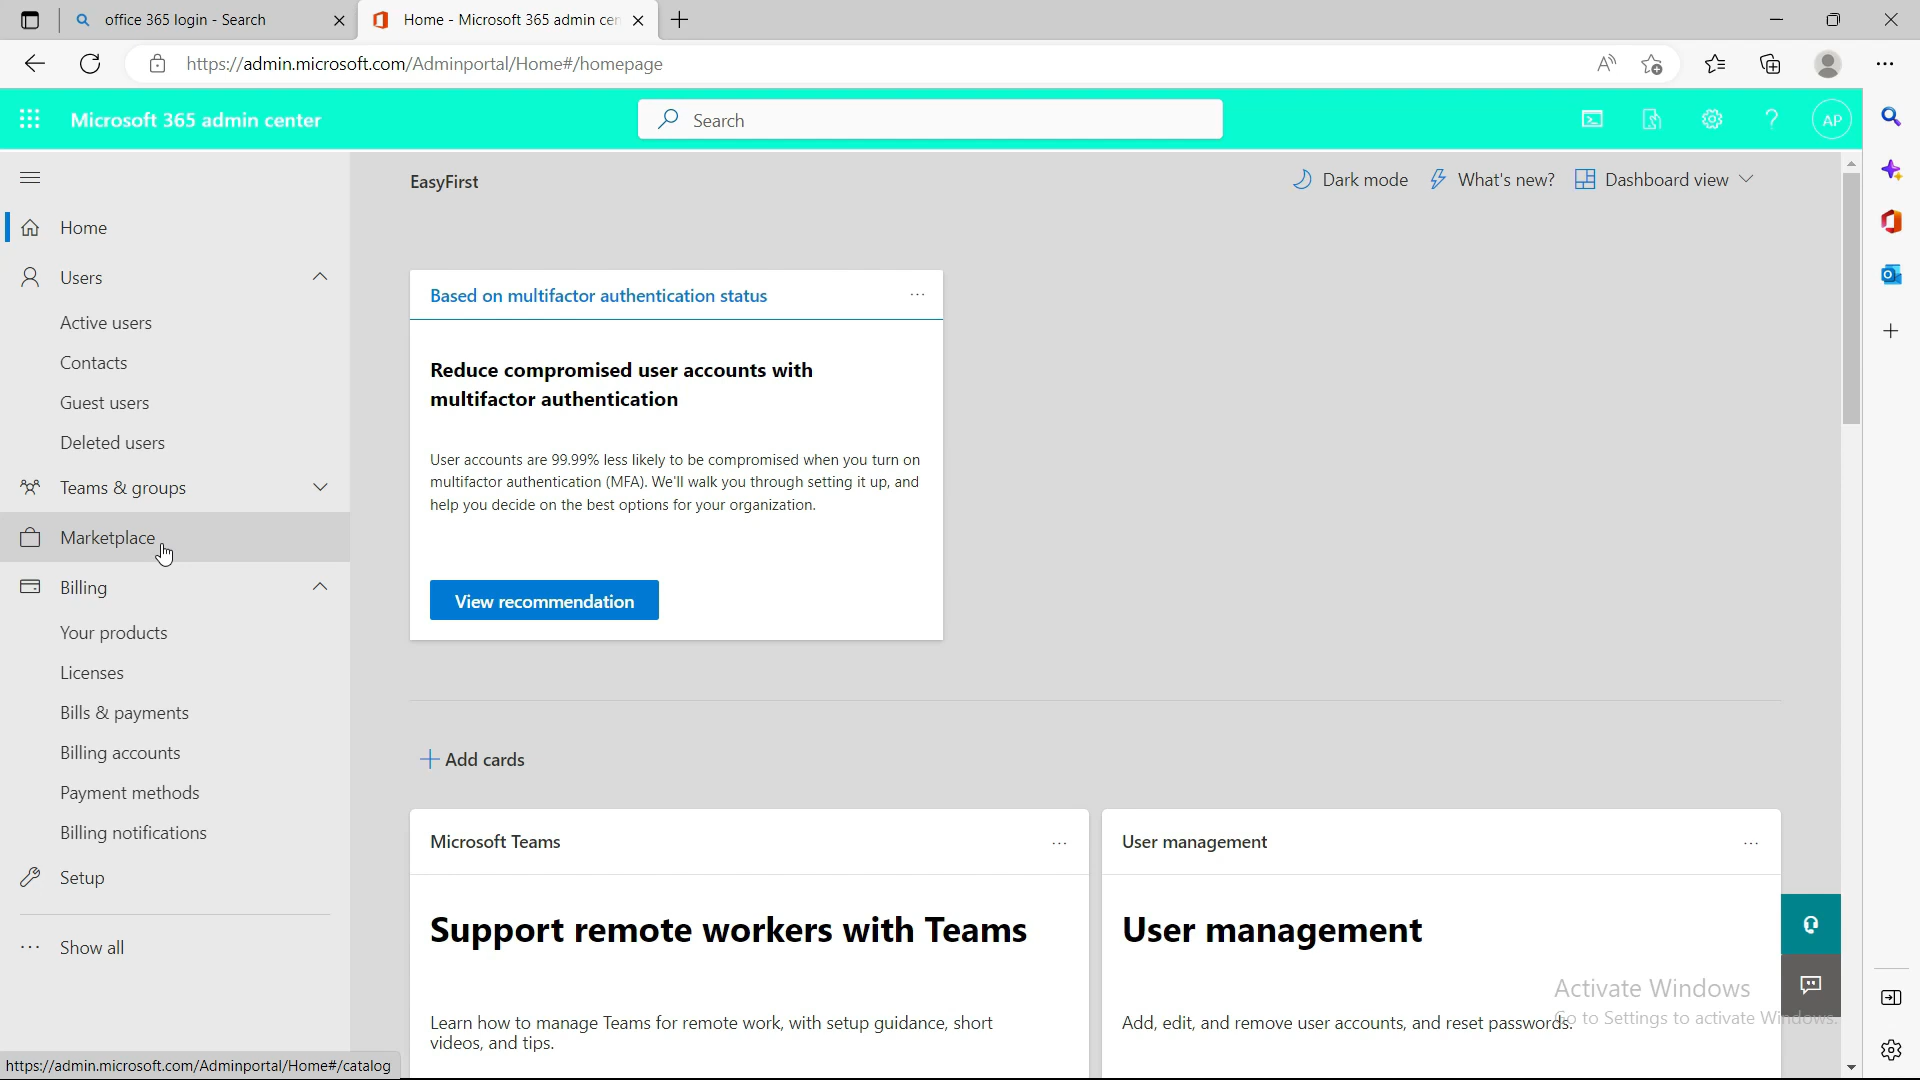 office 365 login - Search
Home - Microsoft 365 admin cen
https://admin.microsoft.com/Adminportal/Home#/homepage
Microsoft 365 admin center
Search
AP
EasyFirst
Dark mode
What's new?
Dashboard view
Home
Users
Active users
Contacts
Guest users
Deleted users
Teams & groups
Marketplace
Billing
Your products
Licenses
Bills & payments
Billing accounts
Payment methods
Billing notifications
Setup
Show all
Based on multifactor authentication status
Reduce compromised user accounts with
multifactor authentication
User accounts are 99.99% less likely to be compromised when you turn on
multifactor authentication (MFA). We'll walk you through setting it up, and
help you decide on the best options for your organization.
View recommendation
Add cards
Microsoft Teams
Support remote workers with Teams
Learn how to manage Teams for remote work, with setup guidance, short
videos, and tips.
User management
User management
Add, edit, and remove user accounts, and reset passwords.
Activate Windows
Go to Settings to activate Windows.
https://admin.microsoft.com/Adminportal/Home#/catalog